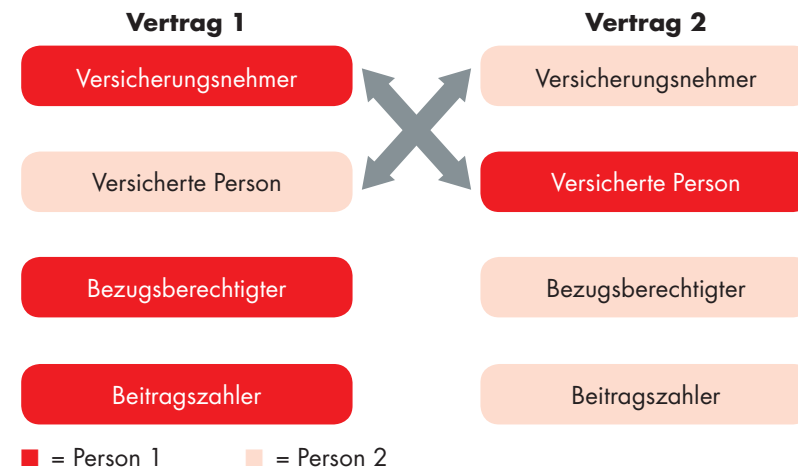 Vertrag 1
Vertrag 2
Versicherungsnehmer
Versicherungsnehmer
Versicherte Person
Versicherte Person
Bezugsberechtigter
Bezugsberechtigter
Beitragszahler
Beitragszahler
= Person 1
= Person 2